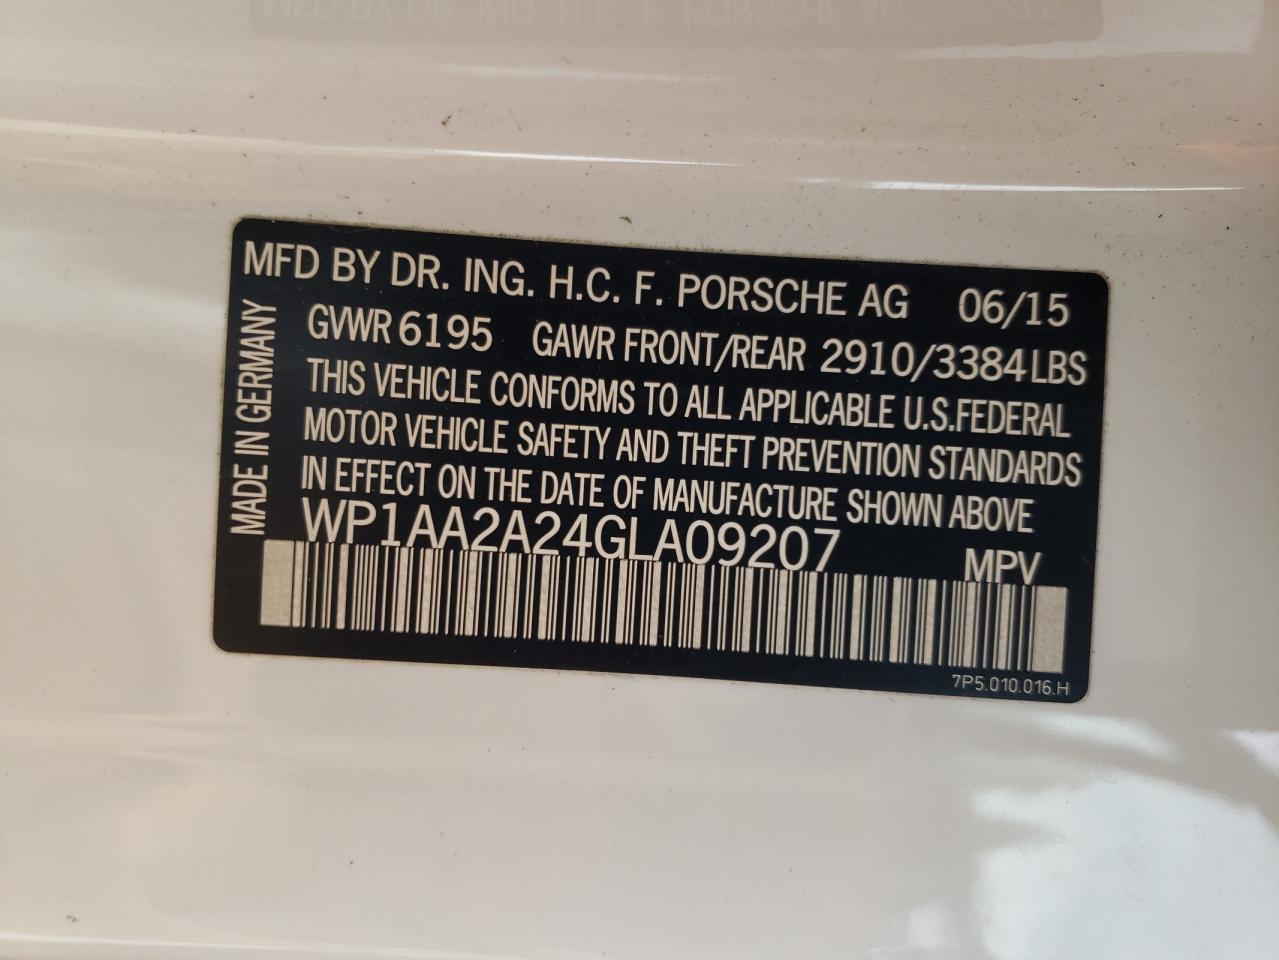 MFD BY DR. ING. H.C. F. PORSCHE AG 06/15
GVWR 6195 GAWR FRONT/REAR 2910/3384 LBS
THIS VEHICLE CONFORMS TO ALL APPLICABLE U.S.FEDERAL
MOTOR VEHICLE SAFETY AND THEFT PREVENTION STANDARDS
IN EFFECT ON THE DATE OF MANUFACTURE SHOWN ABOVE
WP1AA2A24GLA09207 MPV
7P5.010.016.H
MADE IN GERMANY